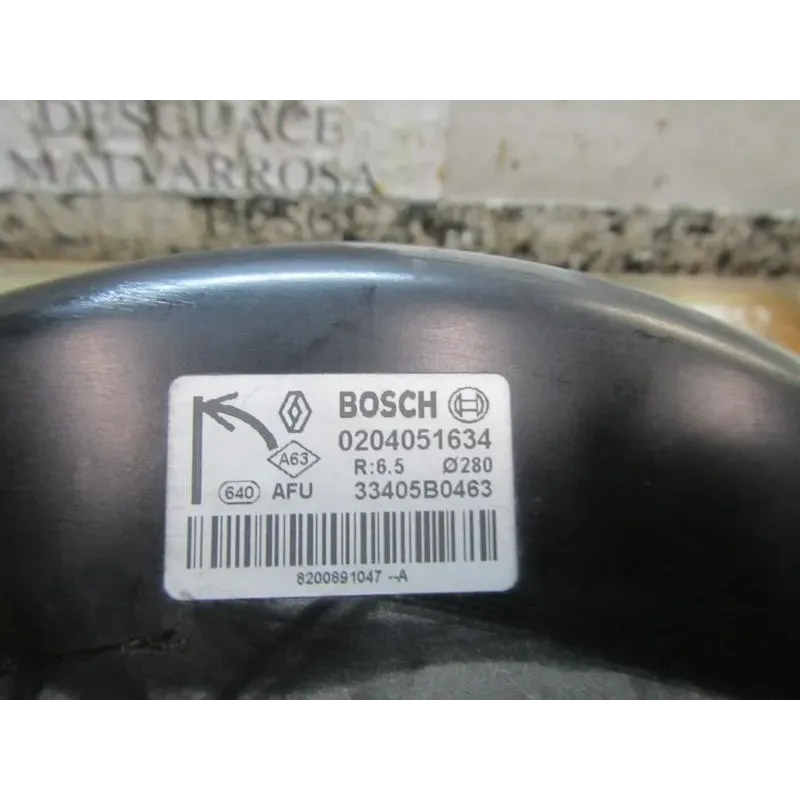 DESGUACE
MALVARROSA
BOSCH
0204051634
A63
R:6.5 Ø280
640 AFU 33405B0463
8200891047 --A